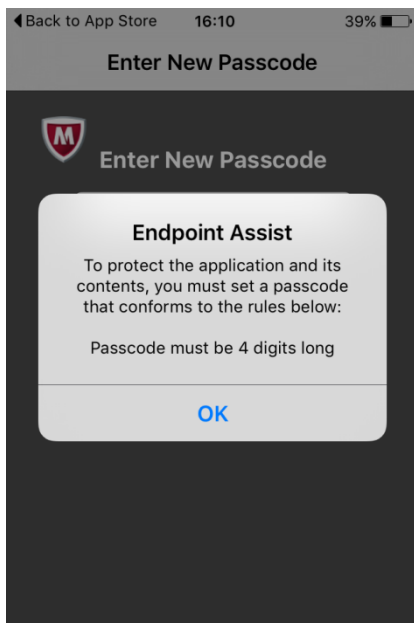 Back to App Store 16:10 39%
Enter New Passcode
M
Enter New Passcode
Endpoint Assist
To protect the application and its
contents, you must set a passcode
that conforms to the rules below:
Passcode must be 4 digits long
OK